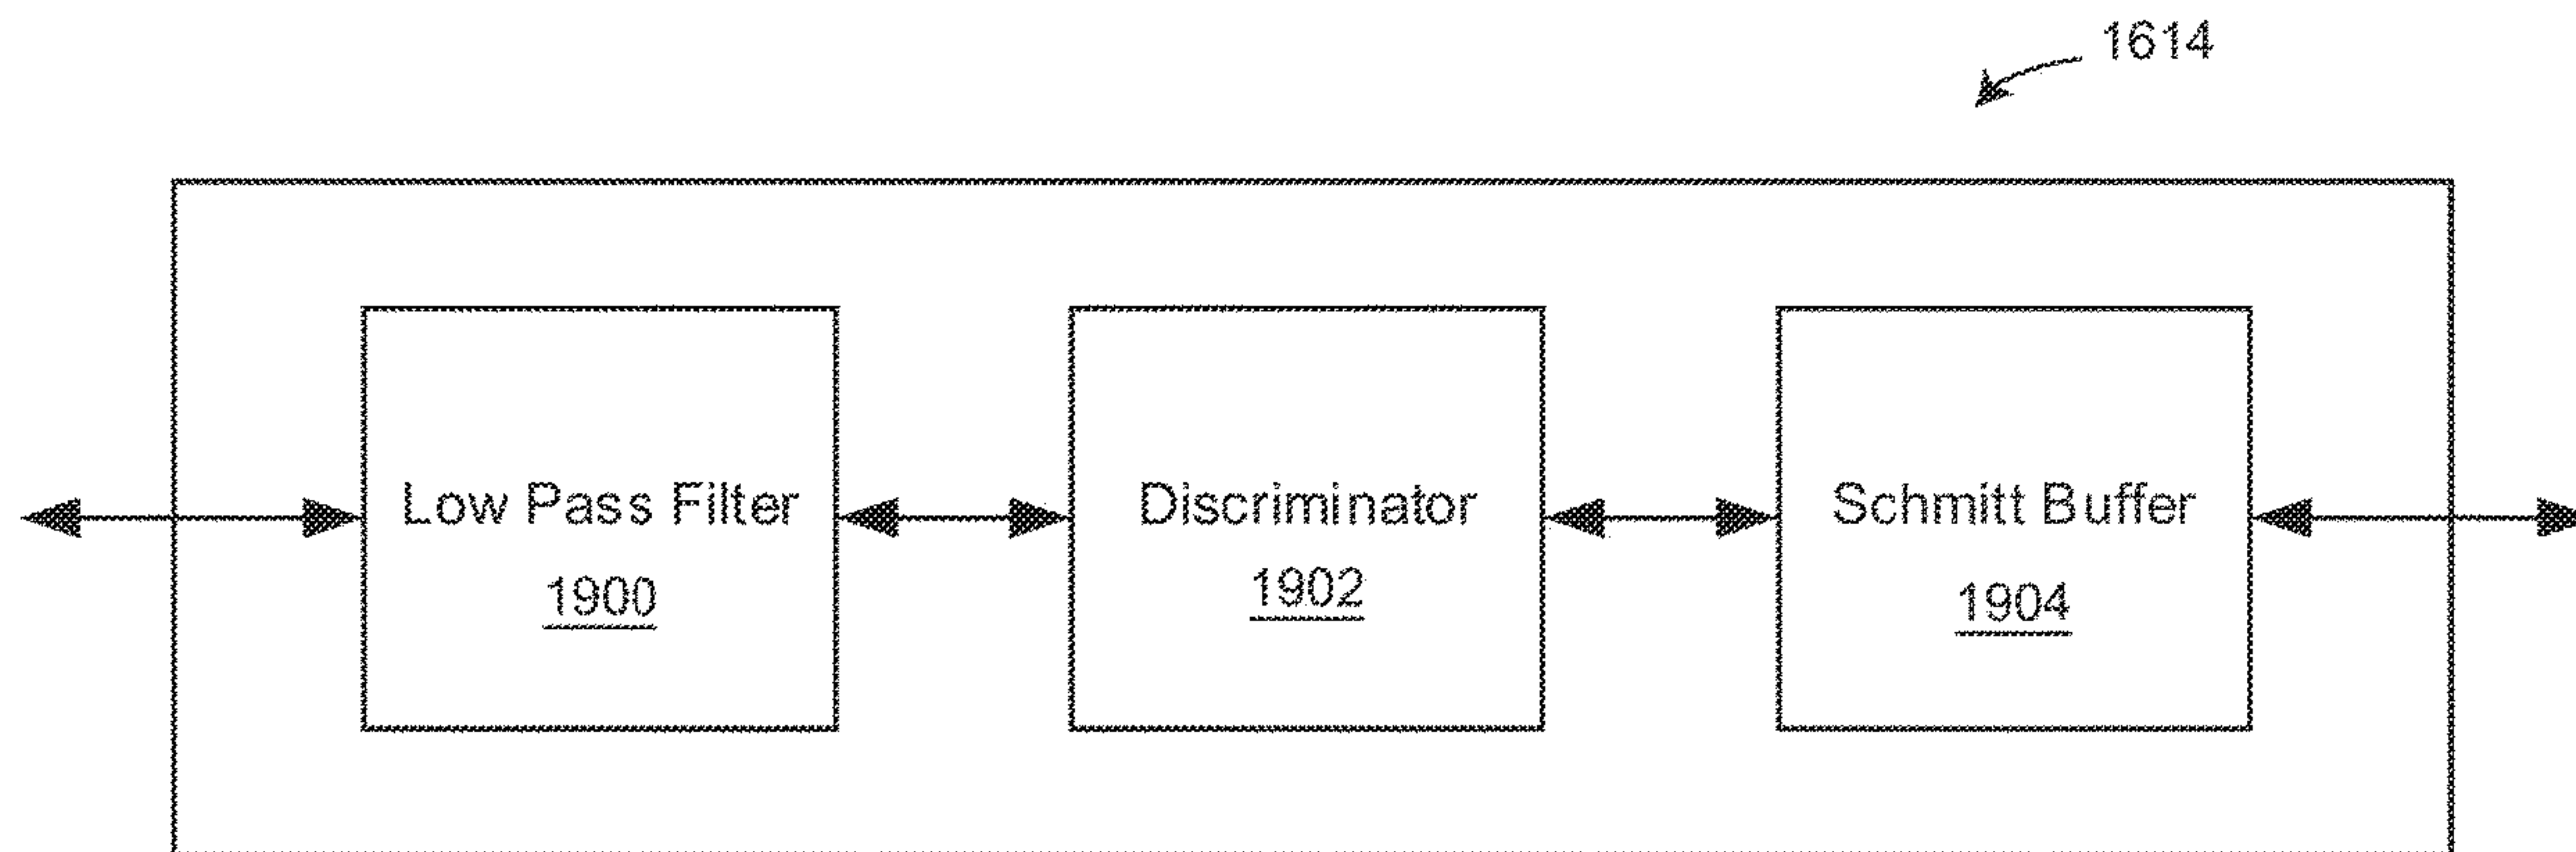 1614
Low Pass Filter
1900
Discriminator
1902
Schmitt Buffer
1904